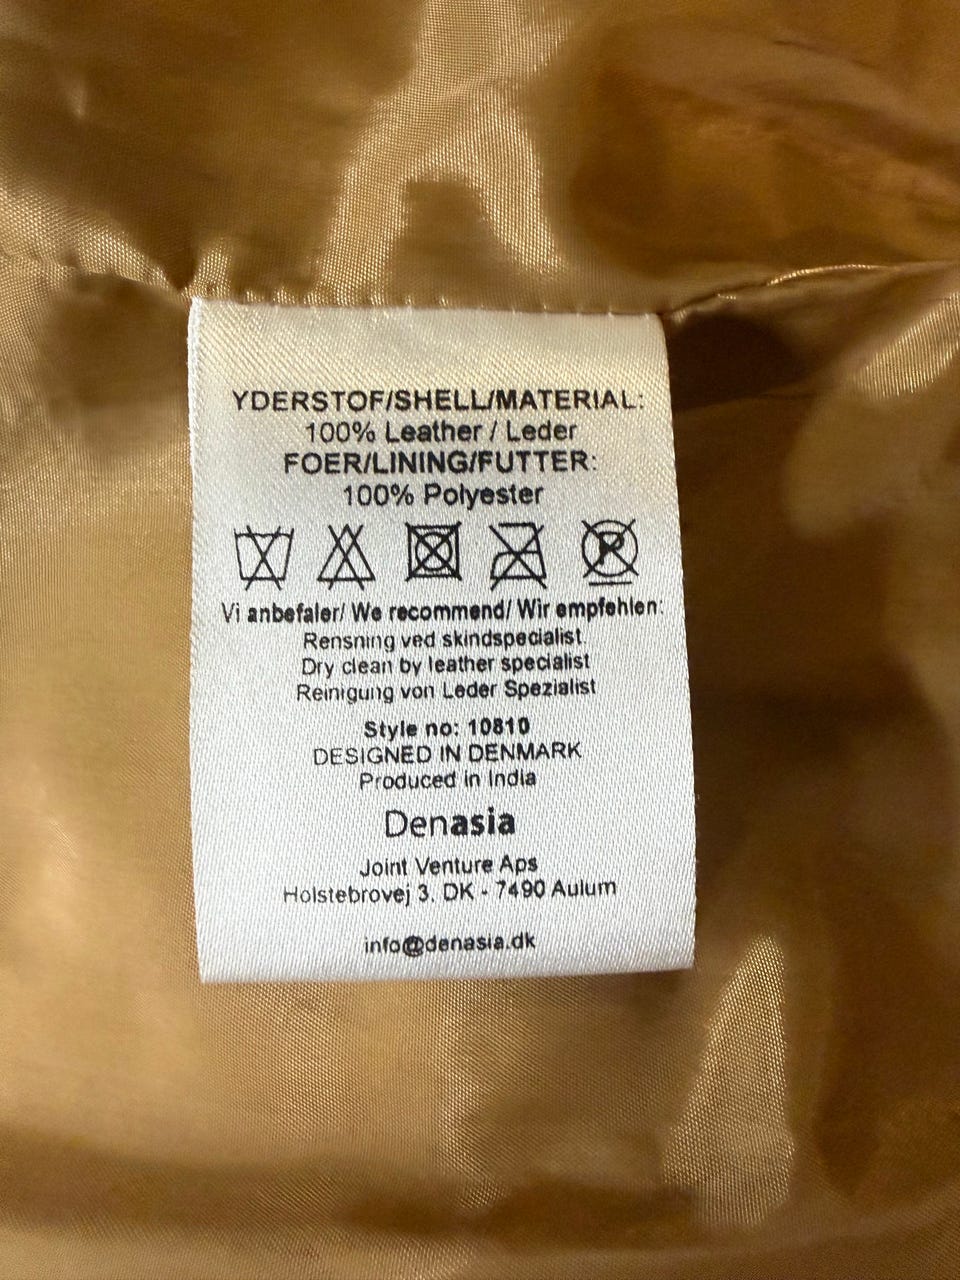 YDERSTOF/SHELL/MATERIAL:
100% Leather / Leder
FOER/LINING/FUTTER:
100% Polyester
P
Vi anbefaler/ We recommend/ Wir empfehlen:
Rensning ved skindspecialist
Dry clean by leather specialist
Reinigung von Leder Spezialist
Style no: 10810
DESIGNED IN DENMARK
Produced in India
Denasia
Joint Venture Aps
Holstebrovej 3. DK - 7490 Aulum
info@denasia.dk